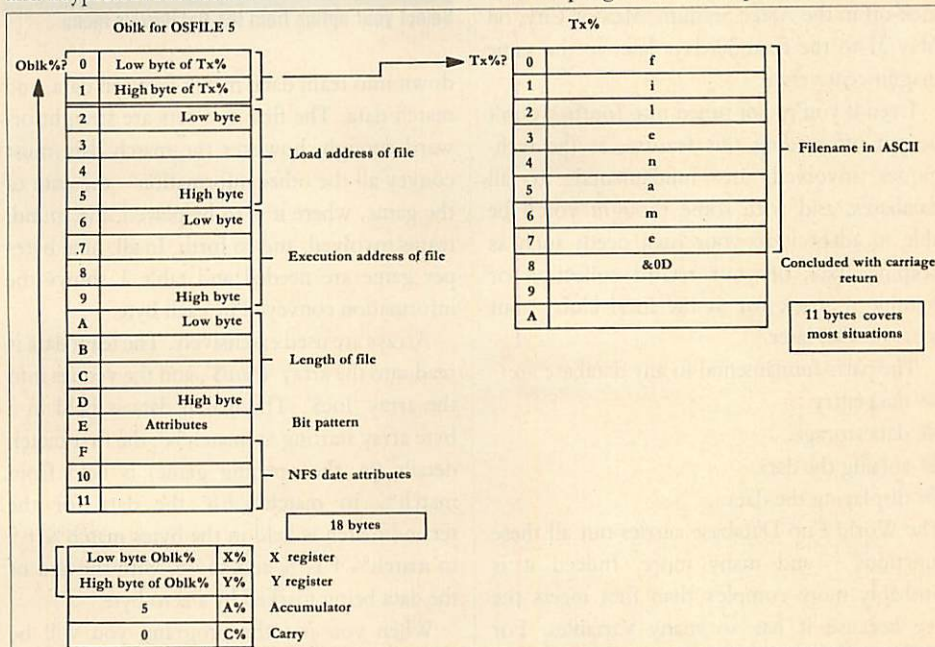 Oblk for OSFILE 5
Oblk%?
0 Low byte of Tx%
1 High byte of Tx%
2 Low byte
3
4
5 High byte
Load address of file
6 Low byte
7
8
9 High byte
Execution address of file
A Low byte
B
C
D High byte
Length of file
E Attributes Bit pattern
F
10
11
NFS date attributes
18 bytes
Low byte Oblk% X% X register
High byte of Oblk% Y% Y register
5 A% Accumulator
0 C% Carry
Tx%
Tx%?
0 f
1 i
2 l
3 e
4 n
5 a
6 m
7 e
8 &0D
9
A
Filename in ASCII
Concluded with carriage
return
11 bytes covers
most situations